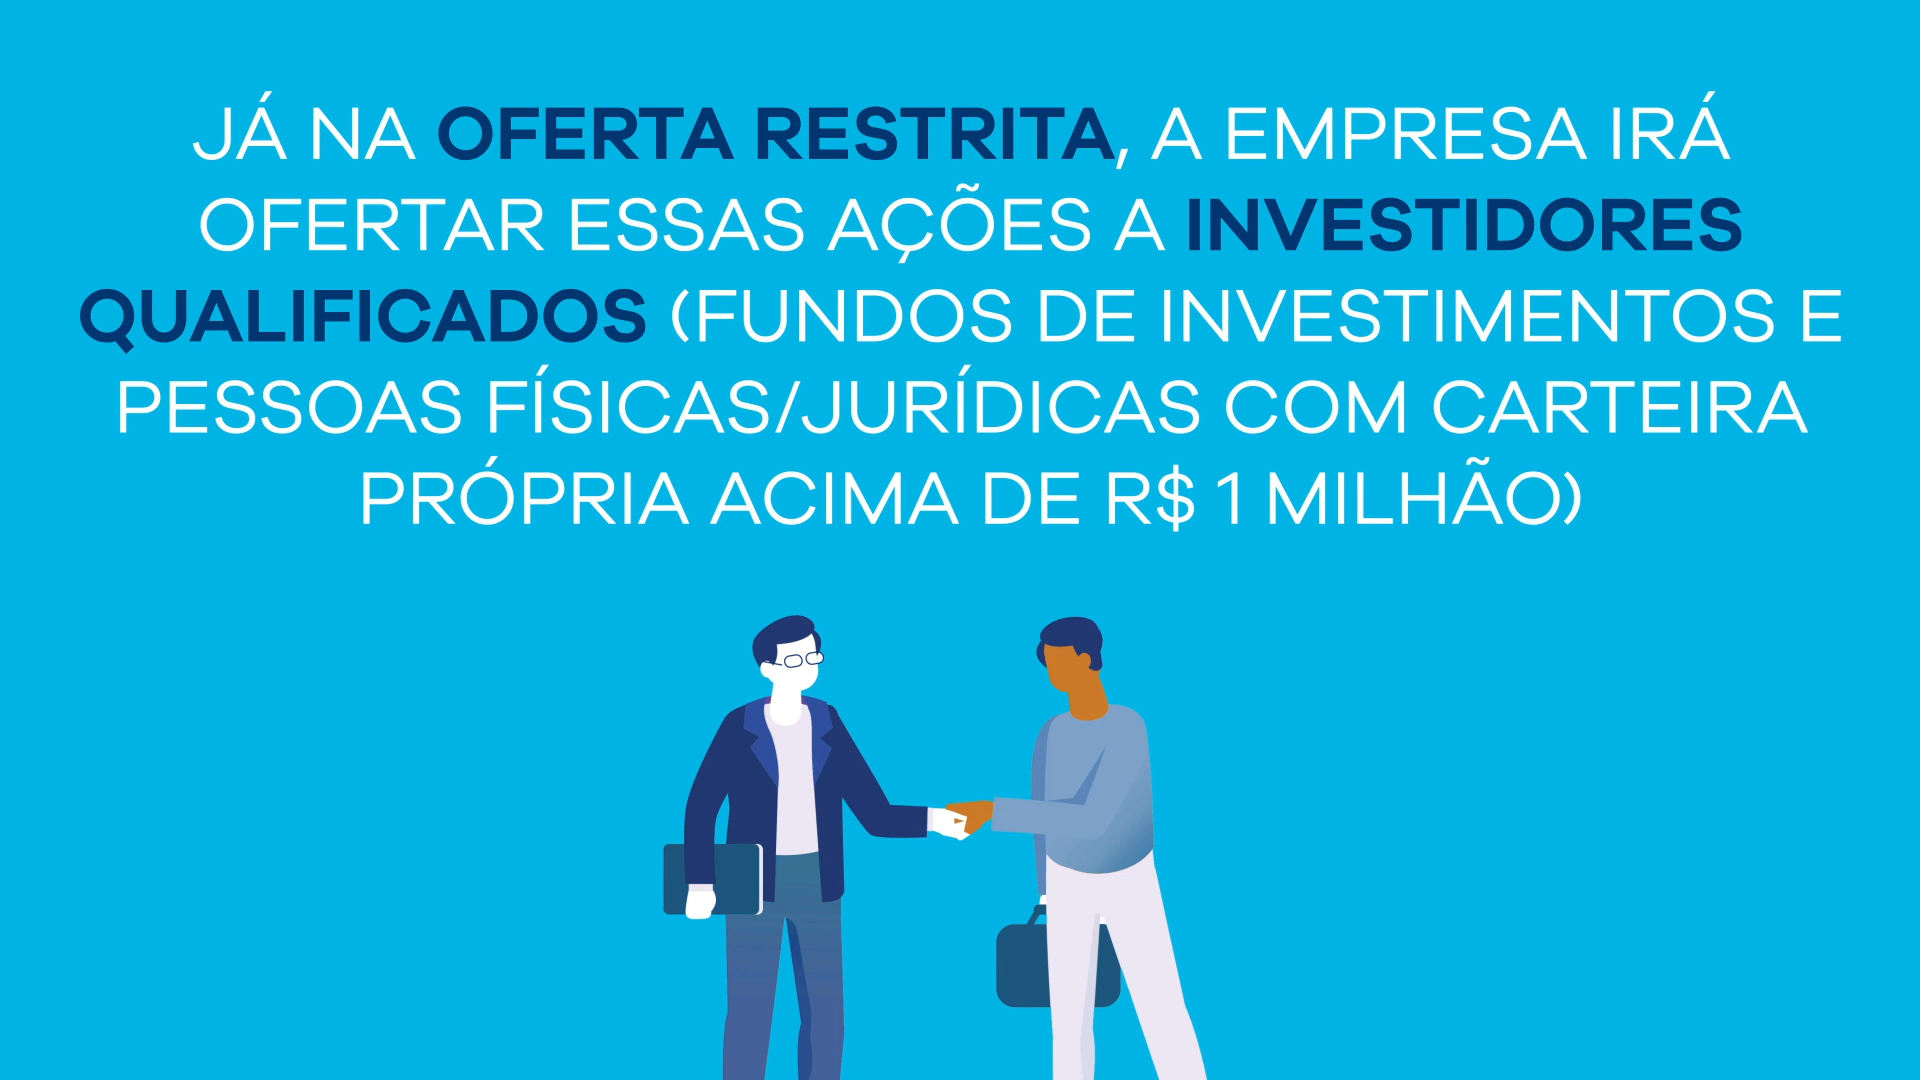 JÁ NA OFERTA RESTRITA, A EMPRESA IRÁ
OFERTAR ESSAS AÇÕES A INVESTIDORES
QUALIFICADOS (FUNDOS DE INVESTIMENTOS E
PESSOAS FÍSICAS/JURÍDICAS COM CARTEIRA
PRÓPRIA ACIMA DE R$ 1 MILHÃO)